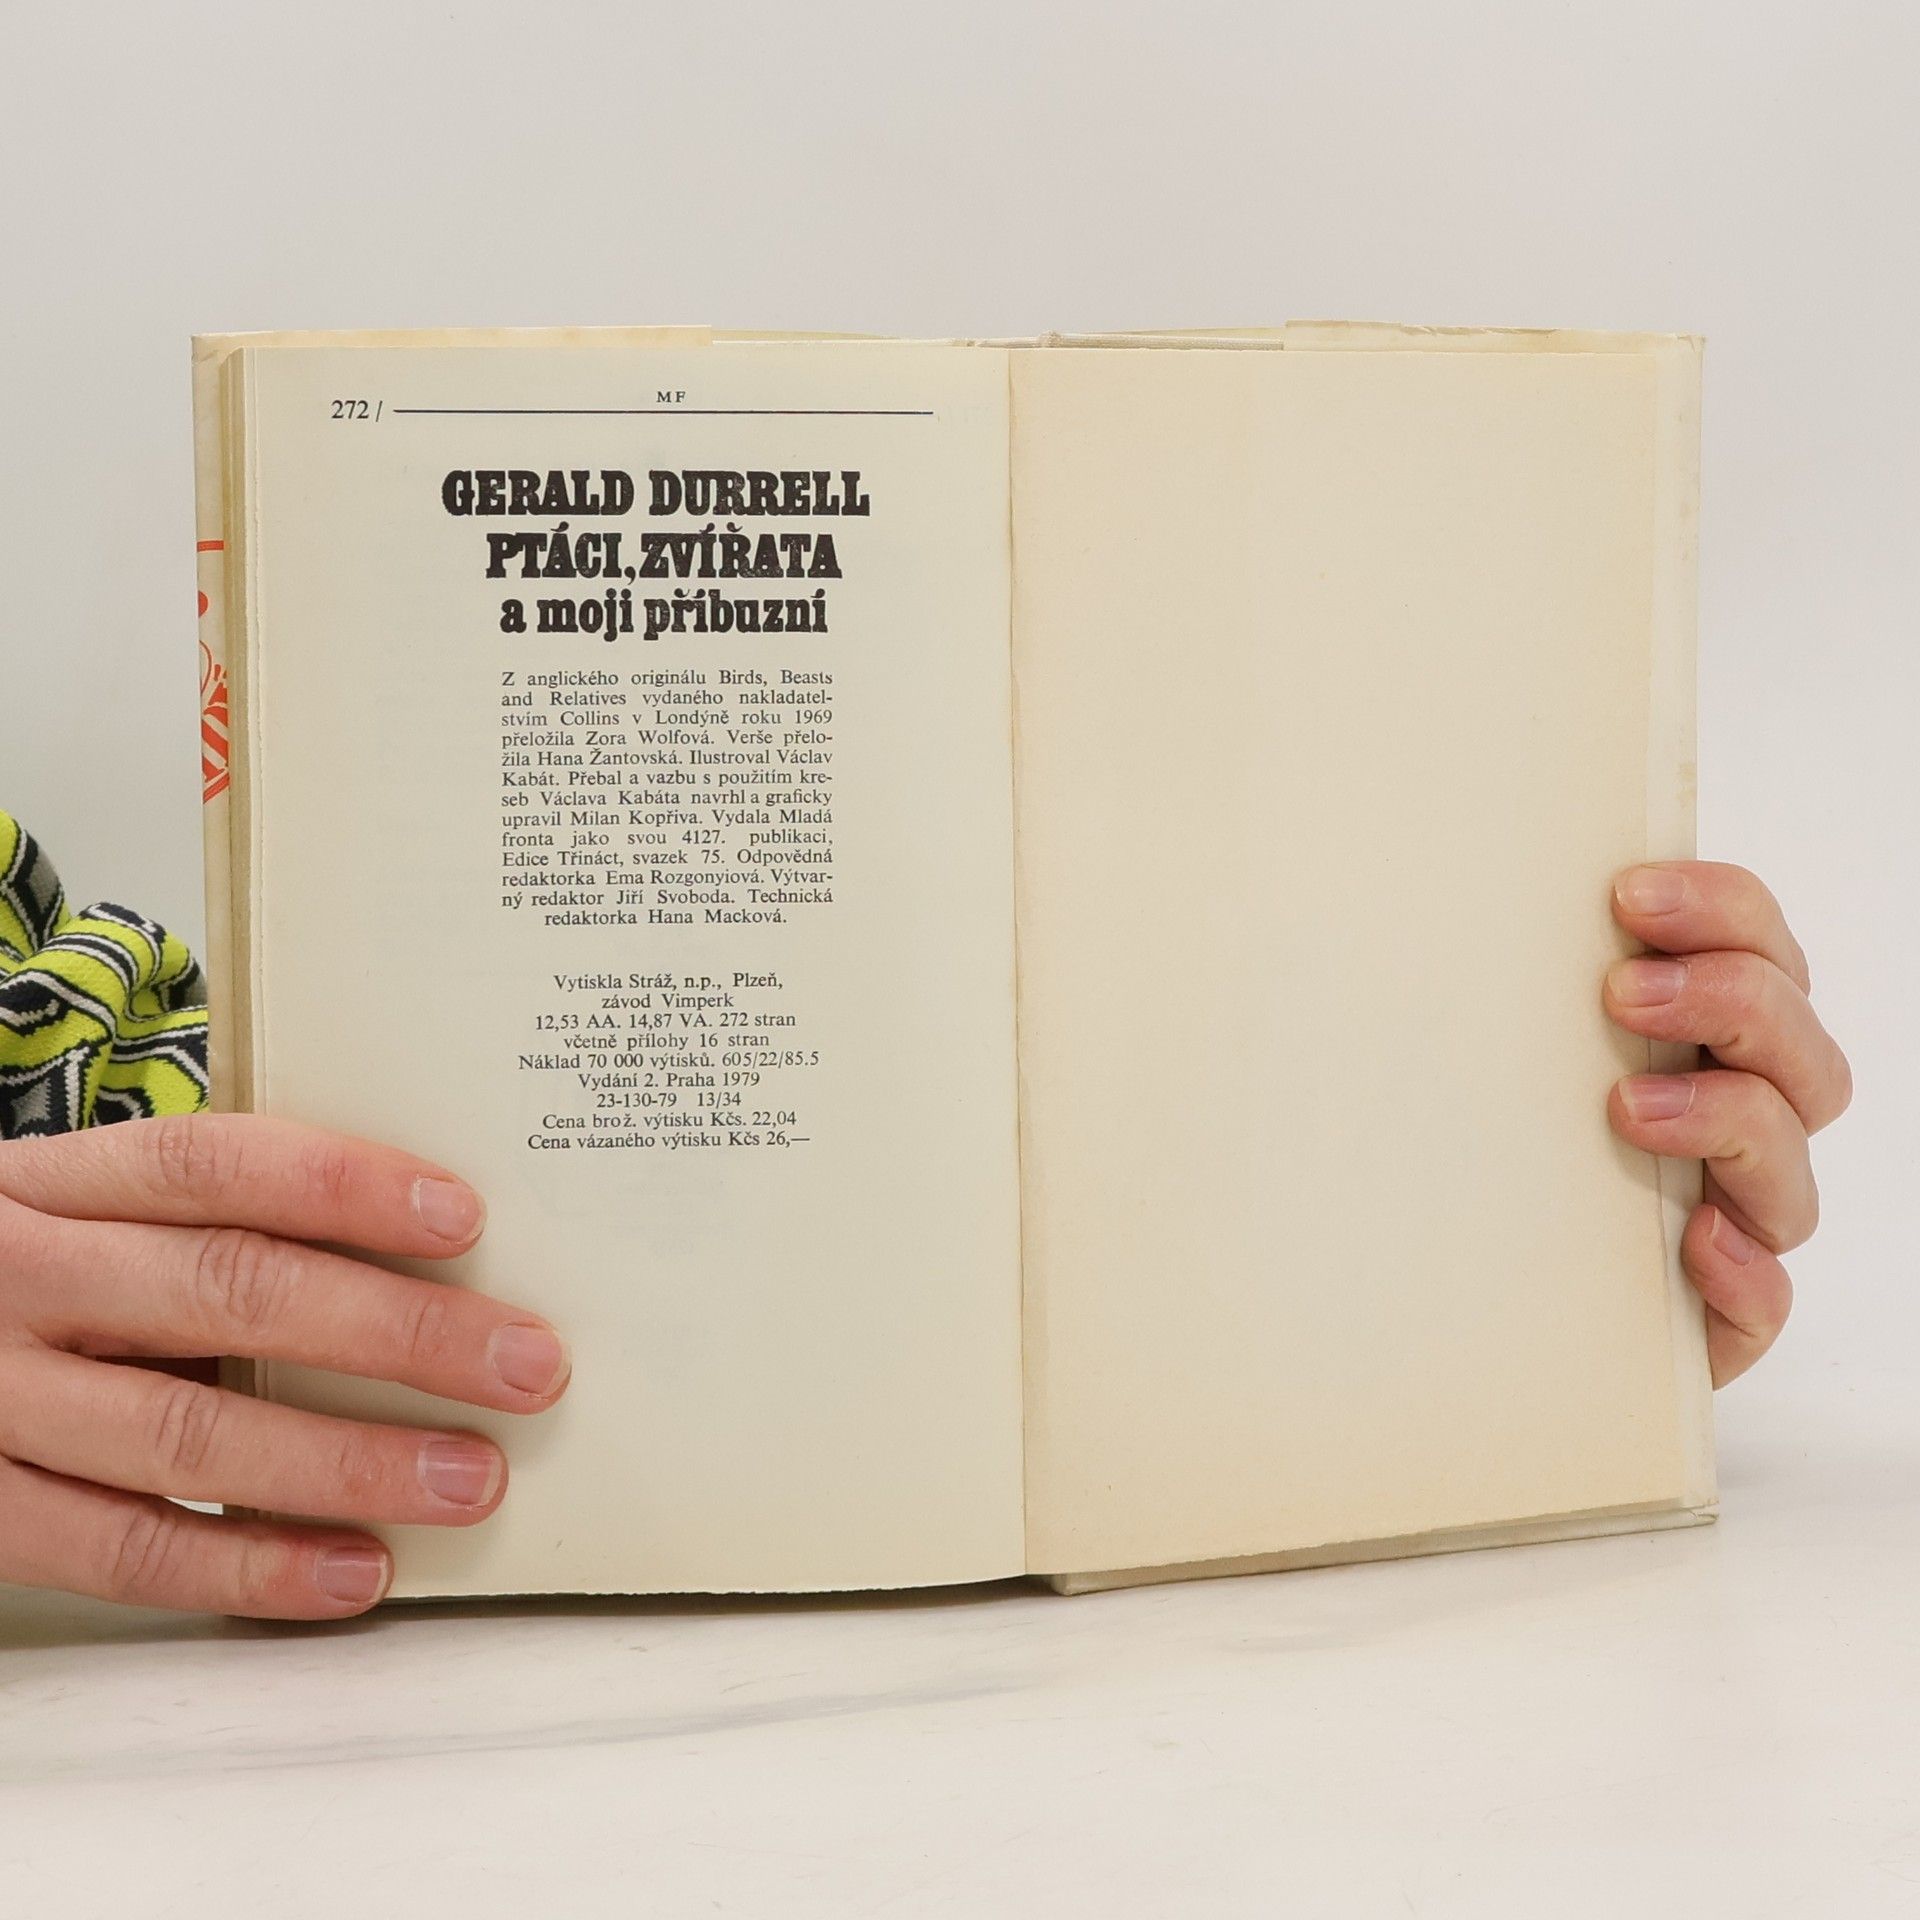 272 /
MF
GERALD DURRELL
PTÁCI, ZVÍŘATA
a moji příbuzní
Z anglického originálu Birds, Beasts
and Relatives vydaného nakladatel-
stvím Collins v Londýně roku 1969
přeložila Zora Wolfová. Verše přelo-
žila Hana Žantovská. Ilustroval Václav
Kabát. Přebal a vazbu s použitím kre-
seb Václava Kabáta navrhl a graficky
upravil Milan Kopřiva. Vydala Mladá
fronta jako svou 4127. publikaci,
Edice Třináct, svazek 75. Odpovědná
redaktorka Ema Rozgonyiová. Výtvar-
ný redaktor Jiří Svoboda. Technická
redaktorka Hana Macková.
Vytiskla Stráž, n.p., Plzeň,
závod Vimperk
12,53 AA. 14,87 VA. 272 stran
včetně přílohy 16 stran
Náklad 70 000 výtisků. 605/22/85.5
Vydání 2. Praha 1979
23-130-79 13/34
Cena brož. výtisku Kčs. 22,04
Cena vázaného výtisku Kčs 26,—